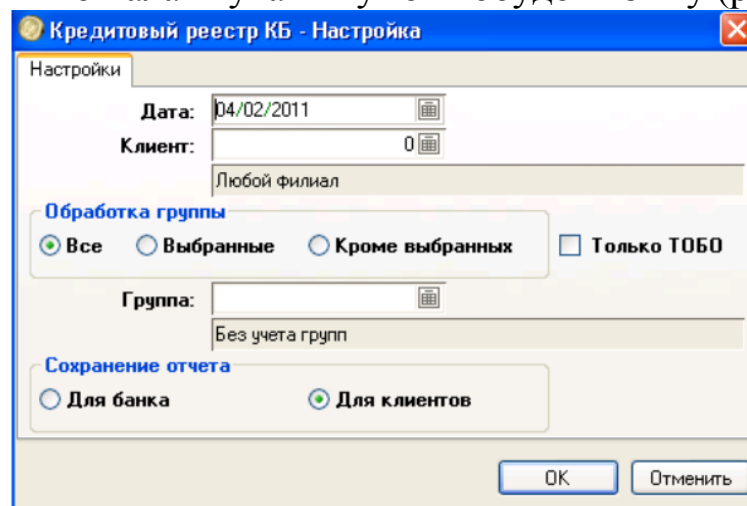 Кредитовый реестр КБ - Настройка
Настройки
Дата: 04/02/2011
Клиент: 0
Любой филиал
Обработка группы
Все Выбранные Кроме выбранных Только ТОБО
Группа:
Без учета групп
Сохранение отчета
Для банка Для клиентов
OK Отменить